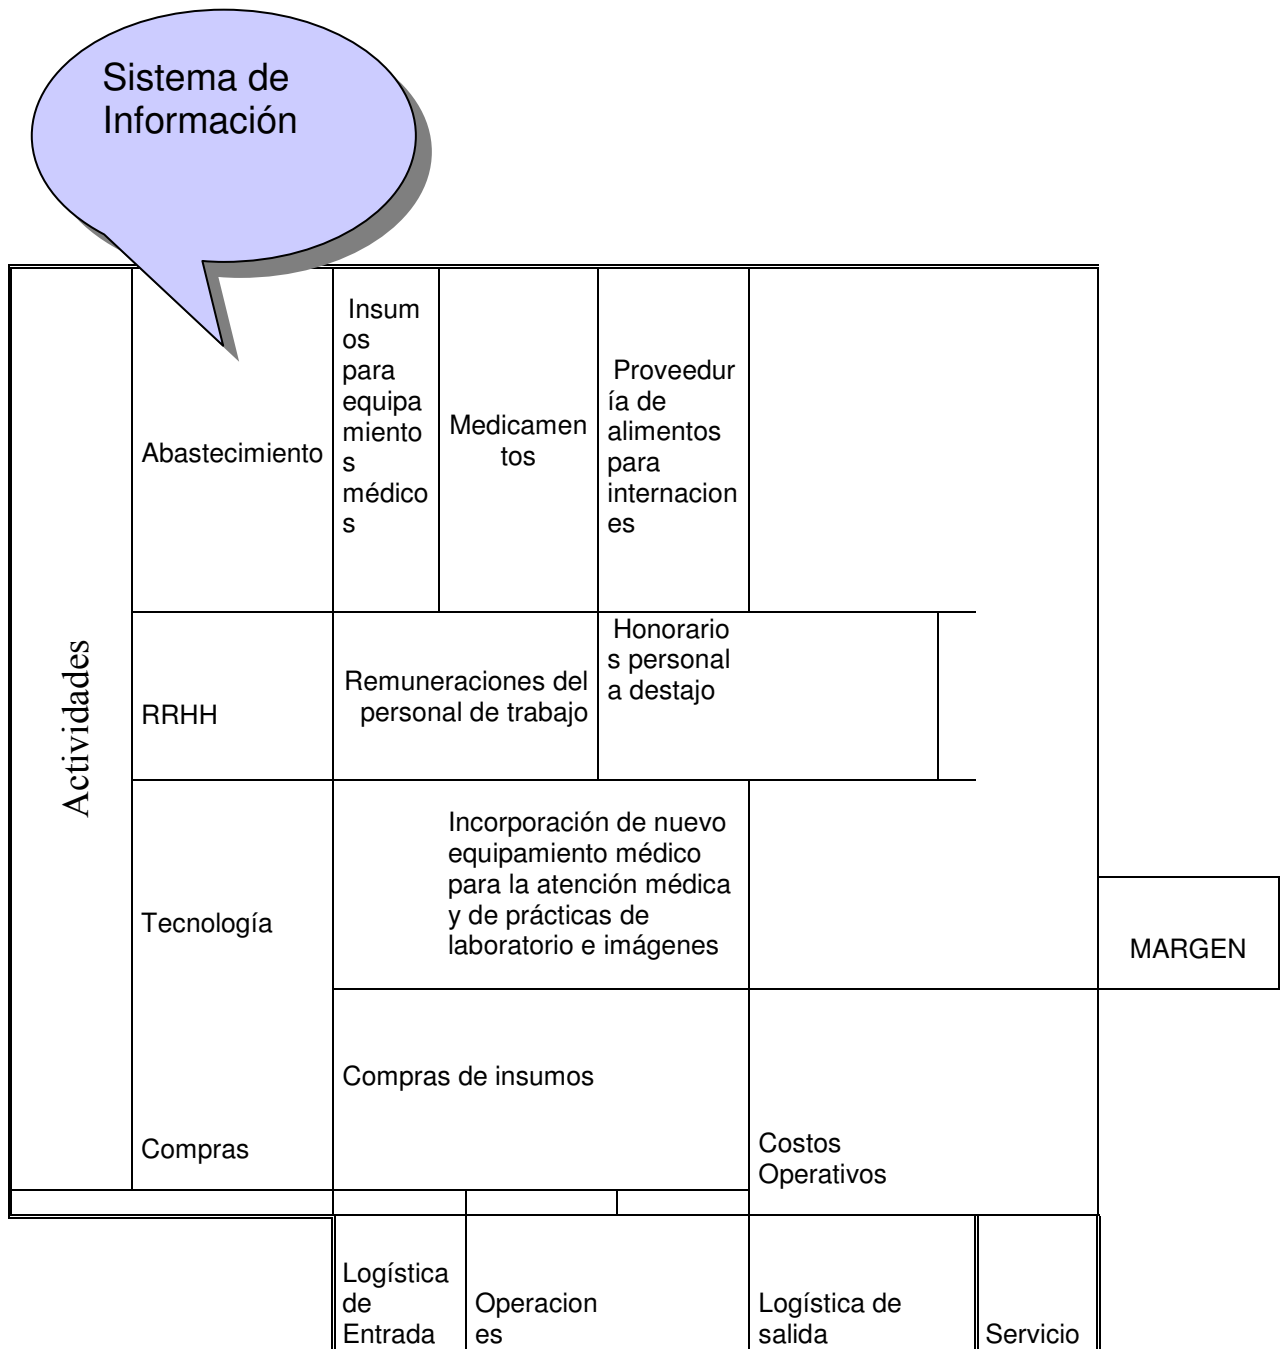 Sistema de
Información
Actividades
Abastecimiento
Insum
os
para
equipa
miento
s
médico
s
Medicamen
tos
Proveedur
ía de
alimentos
para
internacion
es
RRHH
Remuneraciones del
personal de trabajo
Honorario
s personal
a destajo
Tecnología
Incorporación de nuevo
equipamiento médico
para la atención médica
y de prácticas de
laboratorio e imágenes
MARGEN
Compras
Compras de insumos
Costos
Operativos
Logística
de
Entrada
Operacion
es
Logística de
salida
Servicio